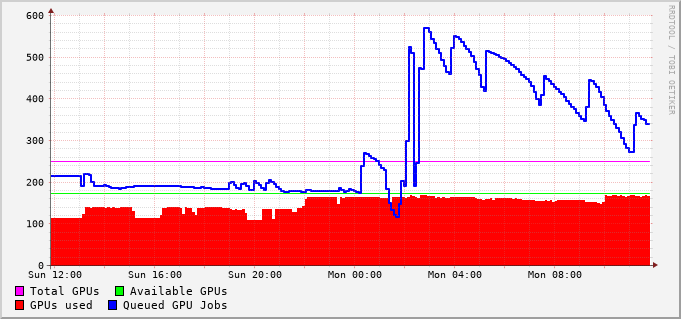 600
500
400
300
200
100
0
Sun 12:00 Sun 16:00 Sun 20:00 Mon 00:00 Mon 04:00 Mon 08:00
Total GPUs Available GPUs
GPUs used Queued GPU Jobs
RRDTOOL / TOBI OETIKER